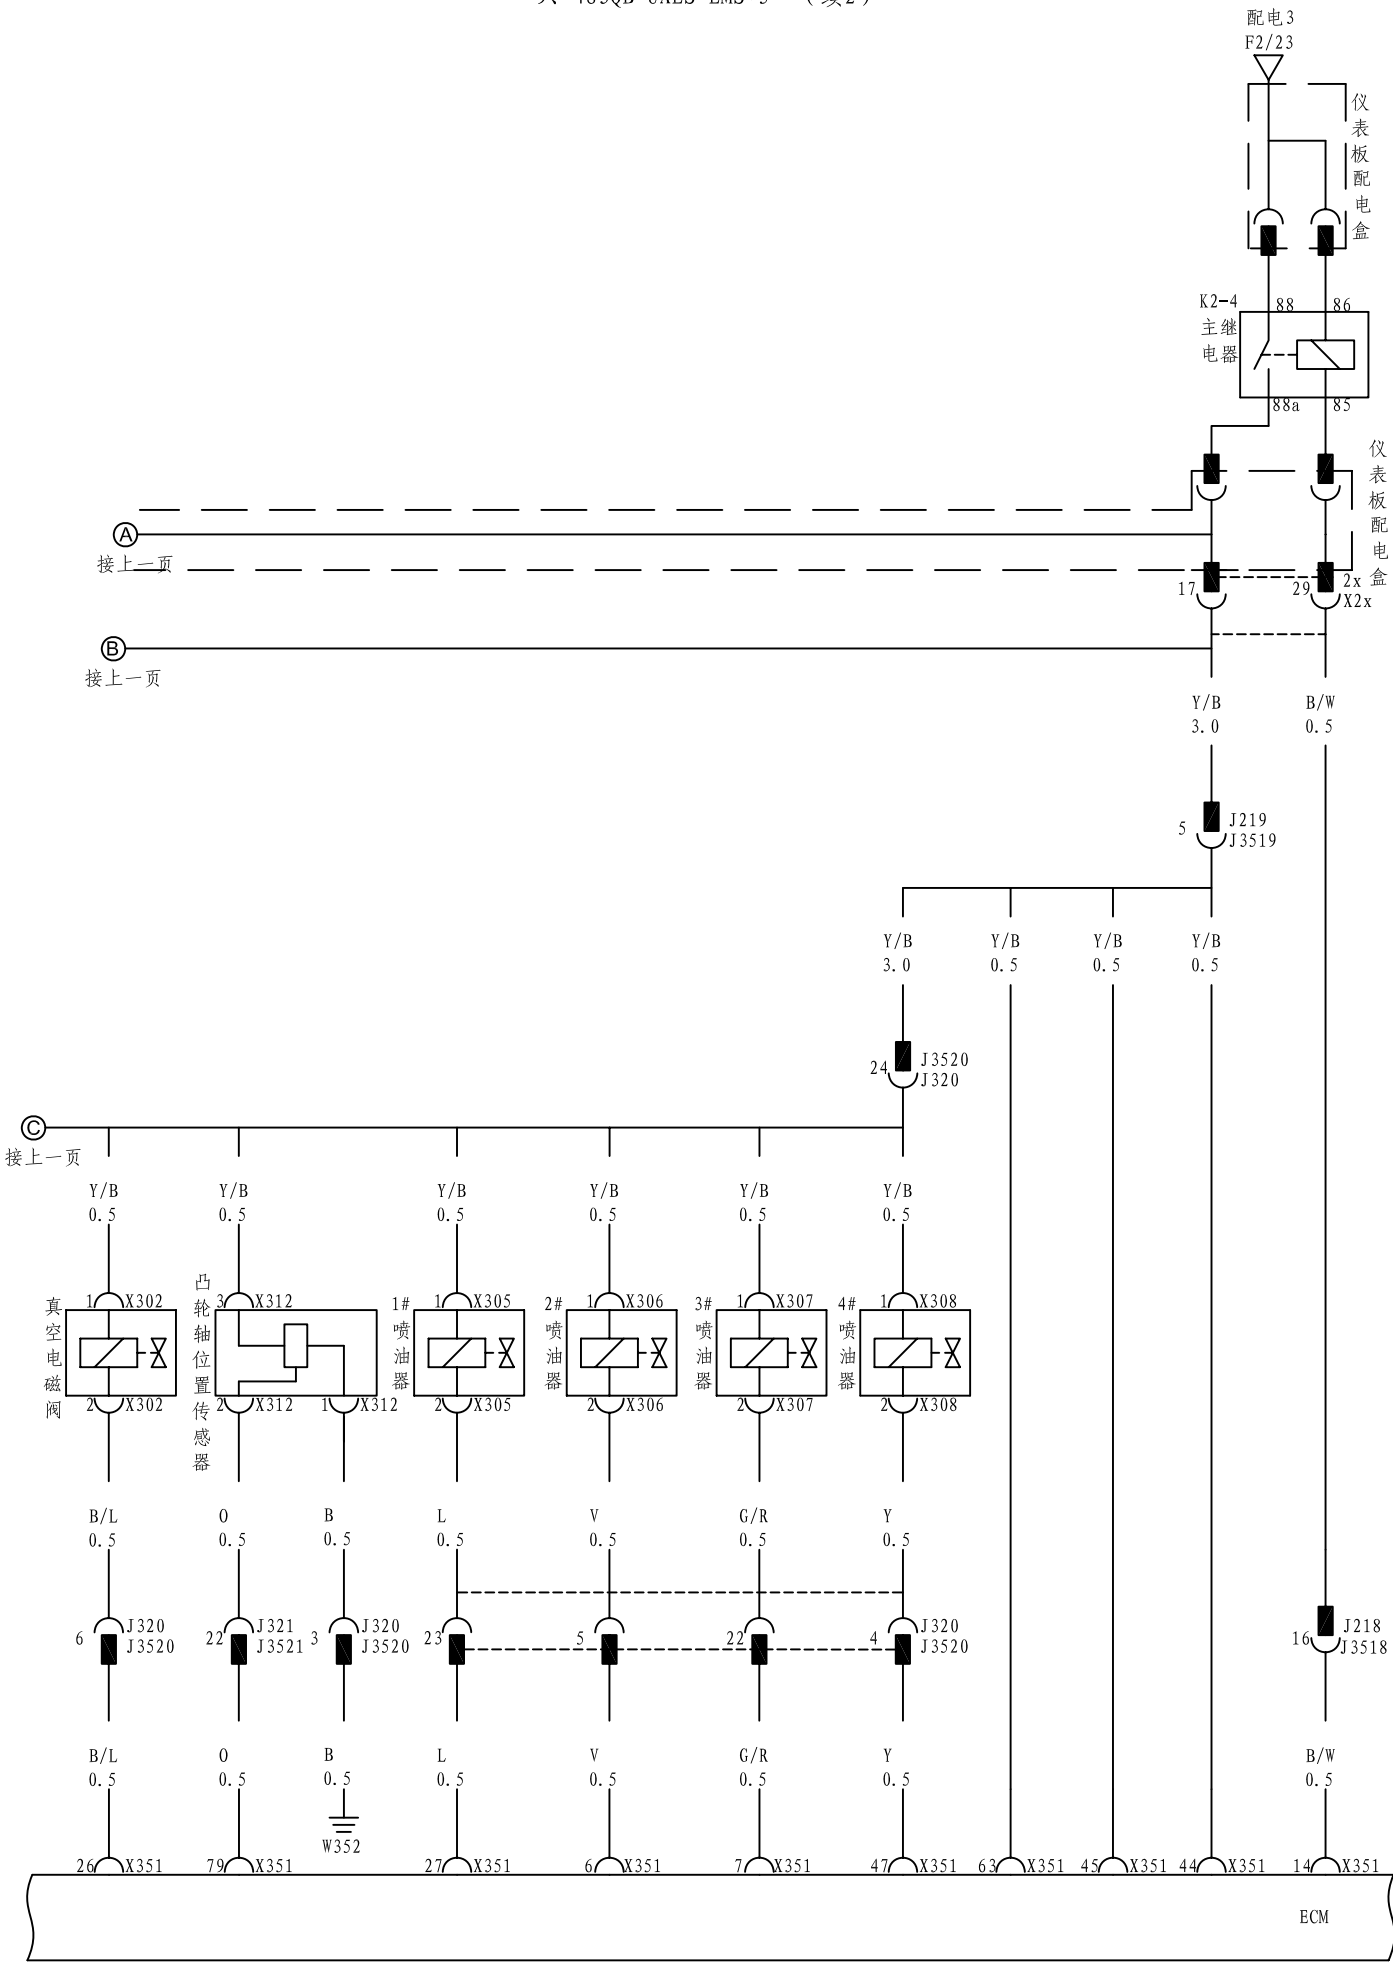 配电3
F2/23
仪表板配电盒
K2-4
主继
电器
88
86
88a
85
仪表板配电盒
A
接上一页
17
29
2x
X2x
B
接上一页
Y/B
B/W
3.0
0.5
5
J219
J3519
Y/B
Y/B
Y/B
Y/B
3.0
0.5
0.5
0.5
24
J3520
J320
C
接上一页
Y/B
Y/B
Y/B
Y/B
Y/B
Y/B
0.5
0.5
0.5
0.5
0.5
0.5
真空电磁阀
1
X302
凸轮轴位置传感器
3
X312
1#喷油器
1
X305
2#喷油器
1
X306
3#喷油器
1
X307
4#喷油器
1
X308
2
X302
2
X312
1
X312
2
X305
2
X306
2
X307
2
X308
B/L
O
B
L
V
G/R
Y
0.5
0.5
0.5
0.5
0.5
0.5
0.5
6
J320
J3520
22
J321
J3521
3
J320
J3520
23
5
22
4
J320
J3520
16
J218
J3518
B/L
O
B
L
V
G/R
Y
B/W
0.5
0.5
0.5
0.5
0.5
0.5
0.5
0.5
W352
26
X351
79
X351
27
X351
6
X351
7
X351
47
X351
63
X351
45
X351
44
X351
14
X351
ECM